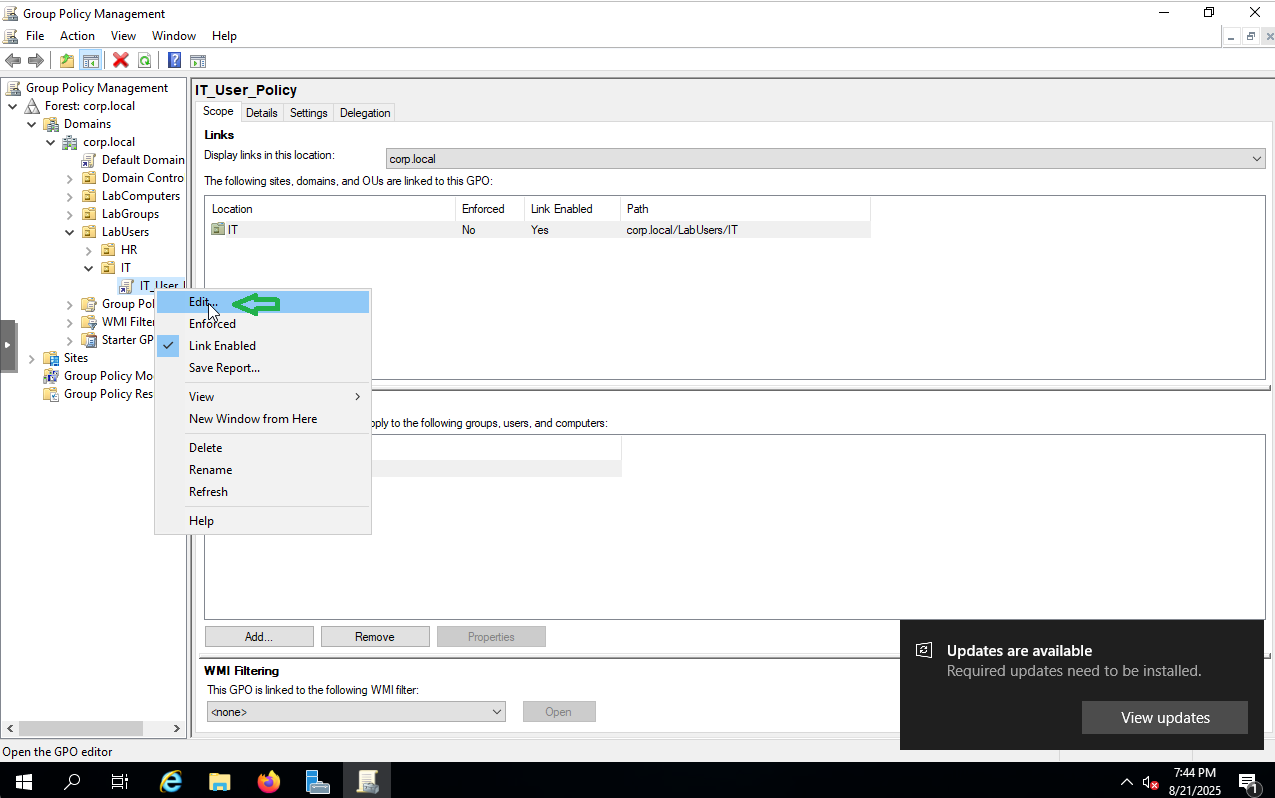 Group Policy Management
File Action View Window Help
Group Policy Management
Forest: corp.local
Domains
corp.local
Default Domain
Domain Contro
LabComputers
LabGroups
LabUsers
HR
IT
IT_User_
Group Pol
WMI Filter
Starter GP
Sites
Group Policy Mo
Group Policy Res
Edit...
Enforced
Link Enabled
Save Report...
View
New Window from Here
Delete
Rename
Refresh
Help
IT_User_Policy
Scope Details Settings Delegation
Links
Display links in this location: corp.local
The following sites, domains, and OUs are linked to this GPO:
Location Enforced Link Enabled Path
IT No Yes corp.local/LabUsers/IT
pply to the following groups, users, and computers:
Add... Remove Properties
WMI Filtering
This GPO is linked to the following WMI filter:
<none> Open
Updates are available
Required updates need to be installed.
View updates
Open the GPO editor
7:44 PM
8/21/2025
1